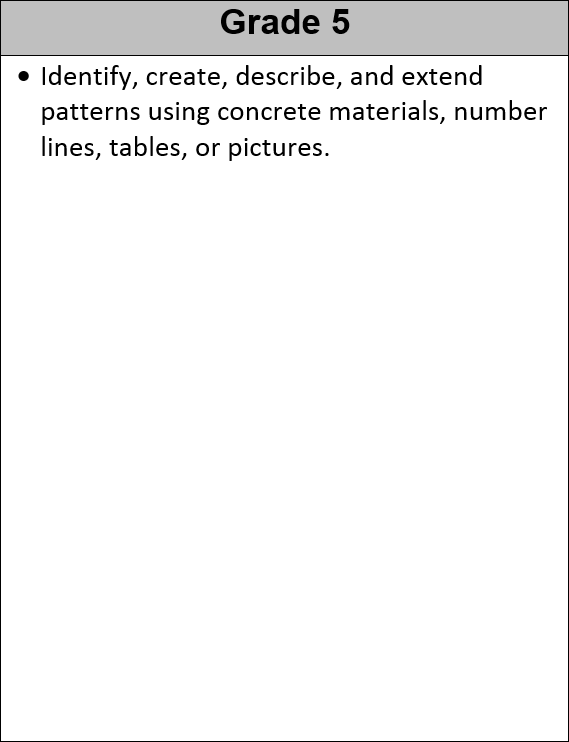 Grade 5
• Identify, create, describe, and extend
patterns using concrete materials, number
lines, tables, or pictures.